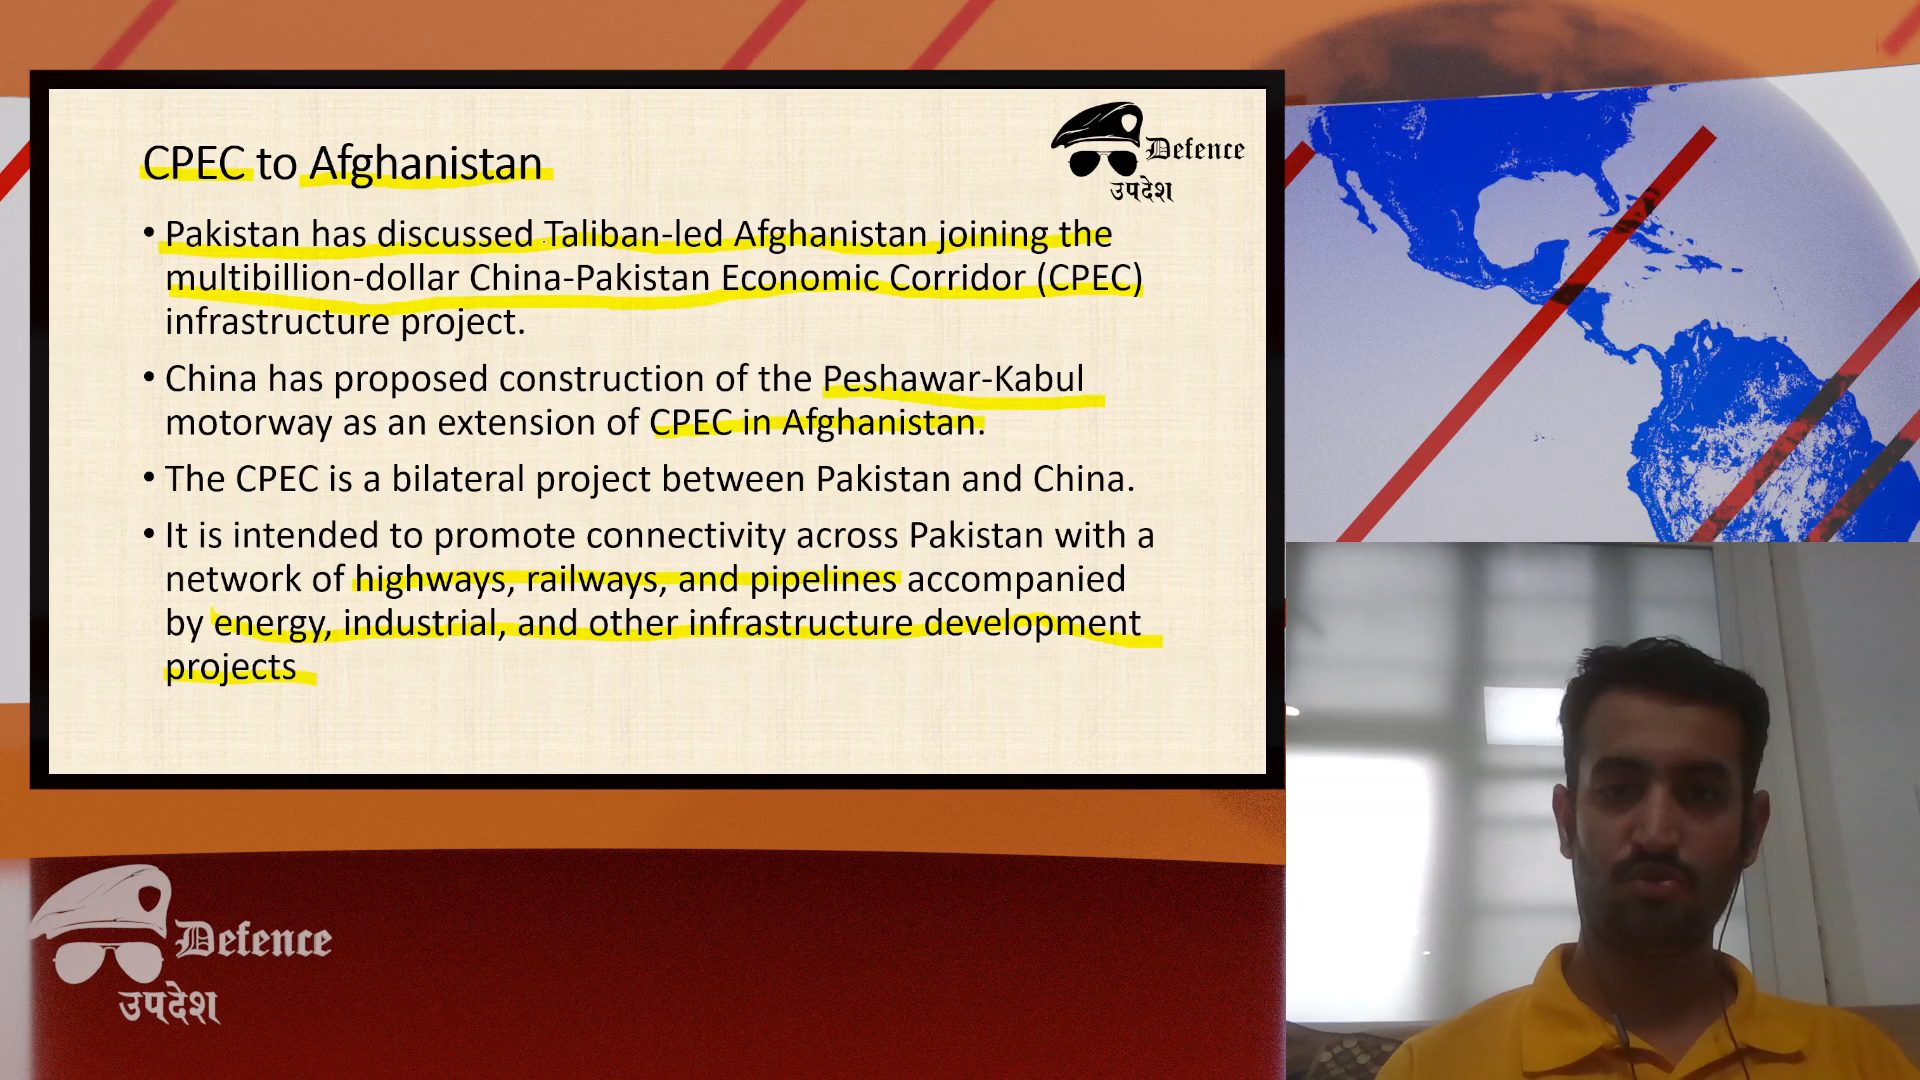 CPEC to Afghanistan
Defence
उपदेश
• Pakistan has discussed Taliban-led Afghanistan joining the
multibillion-dollar China-Pakistan Economic Corridor (CPEC)
infrastructure project.
• China has proposed construction of the Peshawar-Kabul
motorway as an extension of CPEC in Afghanistan.
• The CPEC is a bilateral project between Pakistan and China.
• It is intended to promote connectivity across Pakistan with a
network of highways, railways, and pipelines accompanied
by energy, industrial, and other infrastructure development
projects
Defence
उपदेश